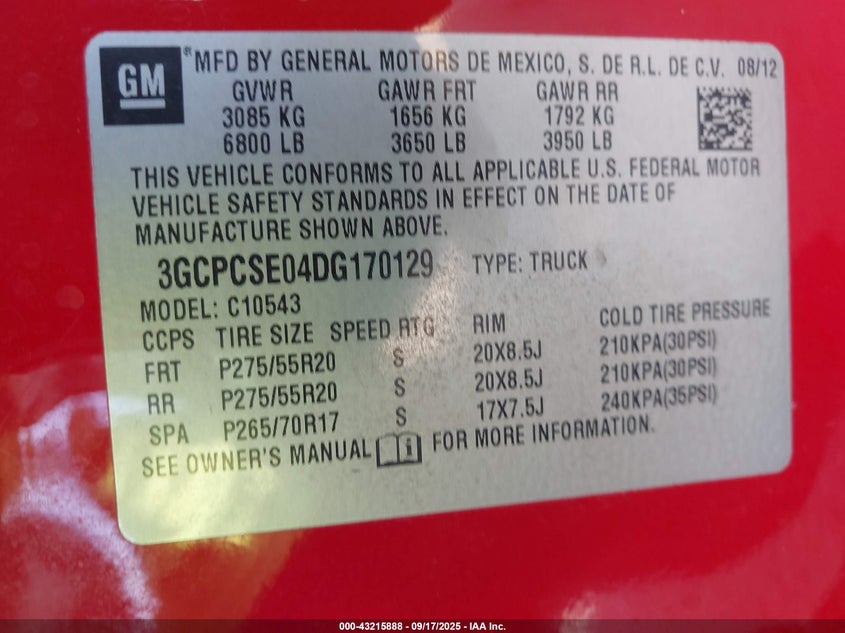 GM
®MFD BY GENERAL MOTORS DE MEXICO, S. DE R.L. DE C.V. 08/12
GVWR GAWR FRT GAWR RR
3085 KG 1656 KG 1792 KG
6800 LB 3650 LB 3950 LB
THIS VEHICLE CONFORMS TO ALL APPLICABLE U.S. FEDERAL MOTOR
VEHICLE SAFETY STANDARDS IN EFFECT ON THE DATE OF
MANUFACTURE SHOWN ABOVE.
3GCPCSE04DG170129 TYPE: TRUCK
MODEL: C10543
CCPS TIRE SIZE SPEED RTG RIM COLD TIRE PRESSURE
FRT P275/55R20 S 20X8.5J 210KPA(30PSI)
RR P275/55R20 S 20X8.5J 210KPA(30PSI)
SPA P265/70R17 S 17X7.5J 240KPA(35PSI)
SEE OWNER'S MANUAL FOR MORE INFORMATION.
000-43215888 - 09/17/2025 - IAA Inc.